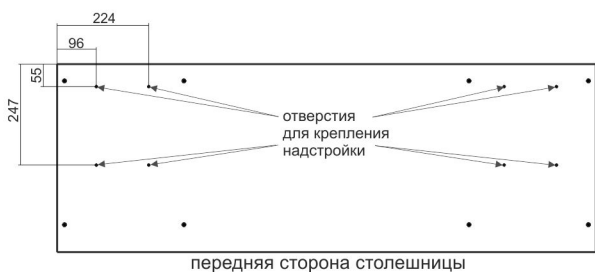 224
96
55
247
отверстия
для крепления
надстройки
передняя сторона столешницы